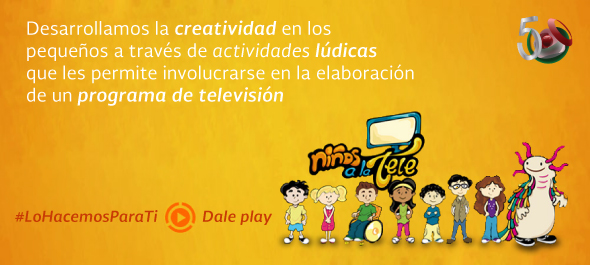 Desarrollamos la creatividad en los
pequeños a través de actividades lúdicas
que les permite involucrarse en la elaboración
de un programa de televisión
5
niños
a la Tele
#LoHacemosParaTi
Dale play